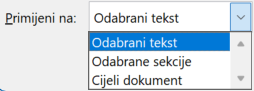 Primijeni na: Odabrani tekst
Odabrani tekst
Odabrane sekcije
Cijeli dokument